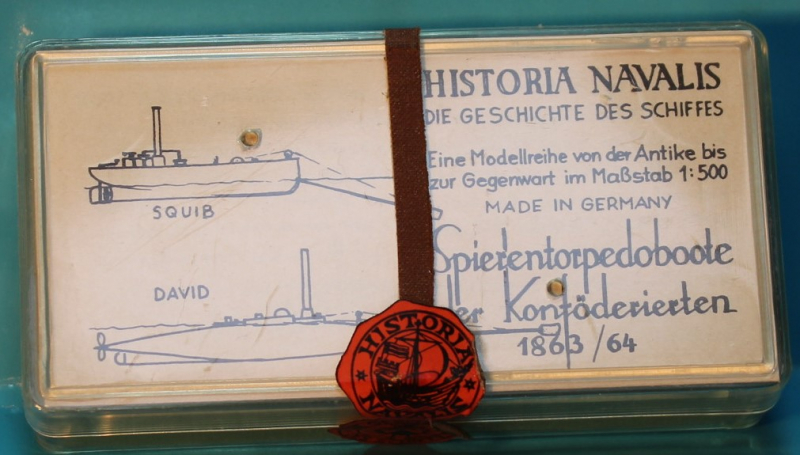 HISTORIA NAVALIS
DIE GESCHICHTE DES SCHIFFES
Eine Modellreihe von der Antike bis
zur Gegenwart im Maßstab 1:500
MADE IN GERMANY
Spierentorpedoboote
der Konföderierten
1863/64
SQUIB
DAVID
HISTORIA